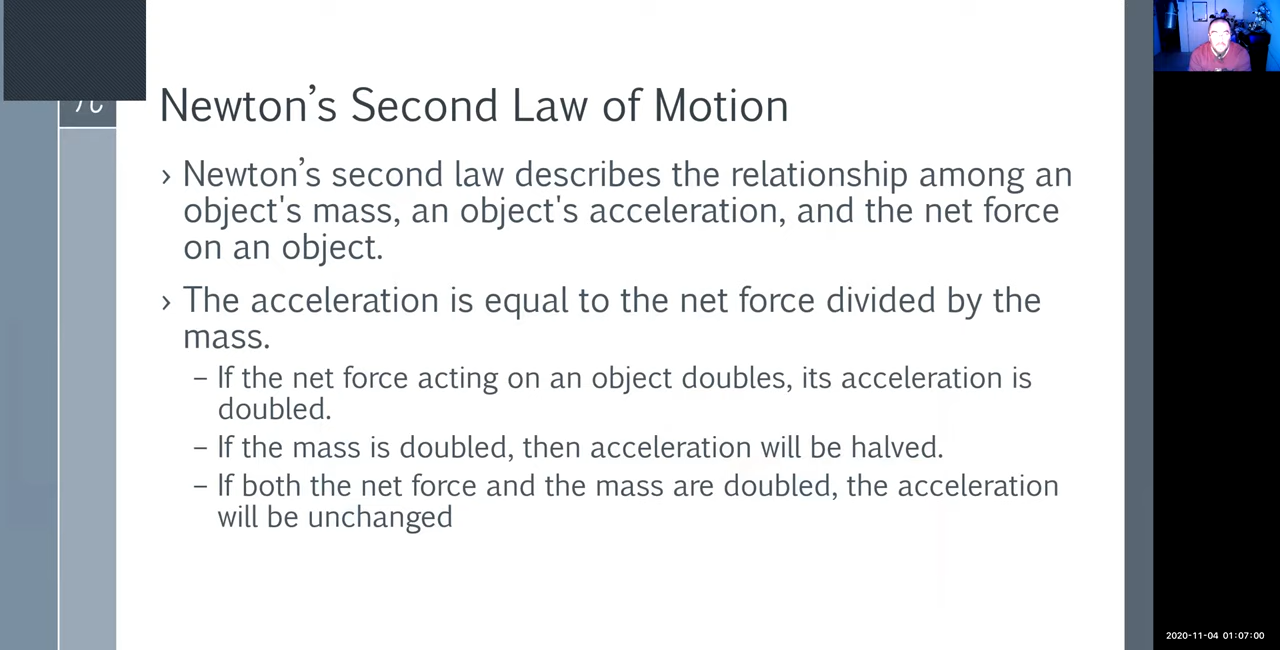 Newton’s Second Law of Motion
› Newton’s second law describes the relationship among an
object's mass, an object's acceleration, and the net force
on an object.
› The acceleration is equal to the net force divided by the
mass.
– If the net force acting on an object doubles, its acceleration is
doubled.
– If the mass is doubled, then acceleration will be halved.
– If both the net force and the mass are doubled, the acceleration
will be unchanged
2020-11-04 01:07:00